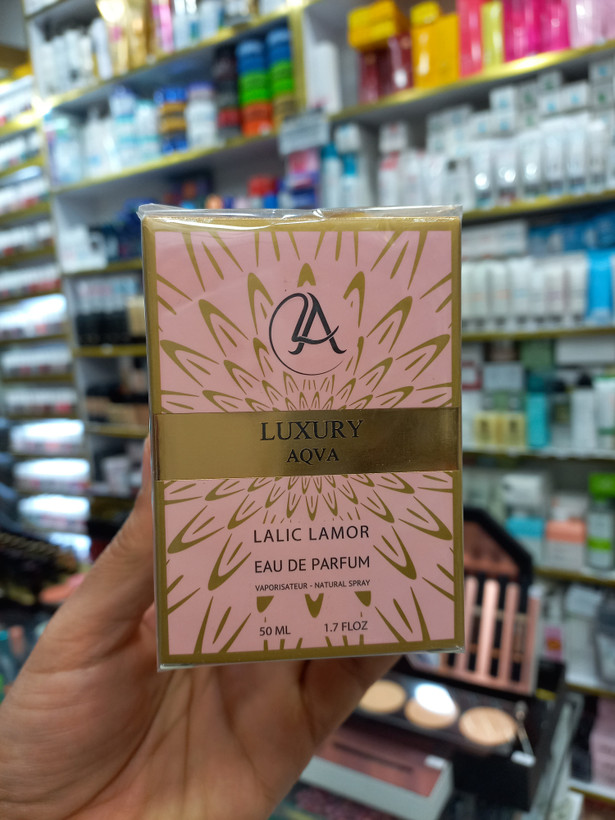 LA
LUXURY
AQVA
LALIC LAMOR
EAU DE PARFUM
VAPORISATEUR - NATURAL SPRAY
50 ML 1.7 FLOZ